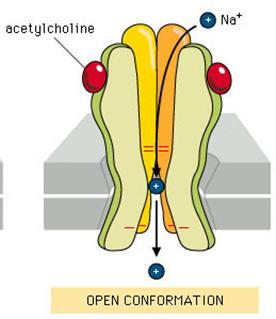 acetylcholine
Na⁺
+
+
+
OPEN CONFORMATION